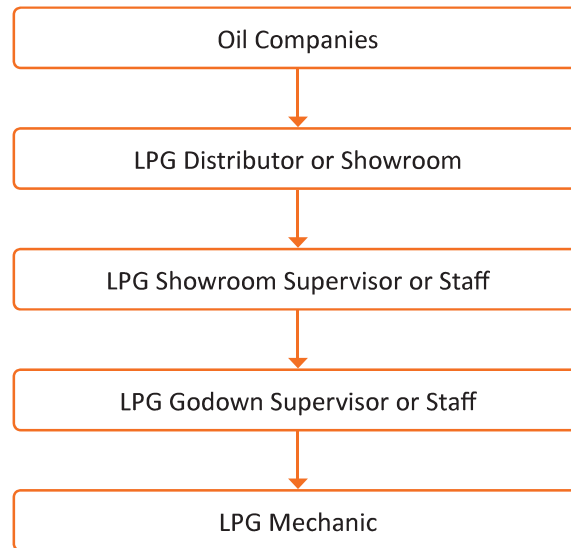 Oil Companies
LPG Distributor or Showroom
LPG Showroom Supervisor or Staff
LPG Godown Supervisor or Staff
LPG Mechanic